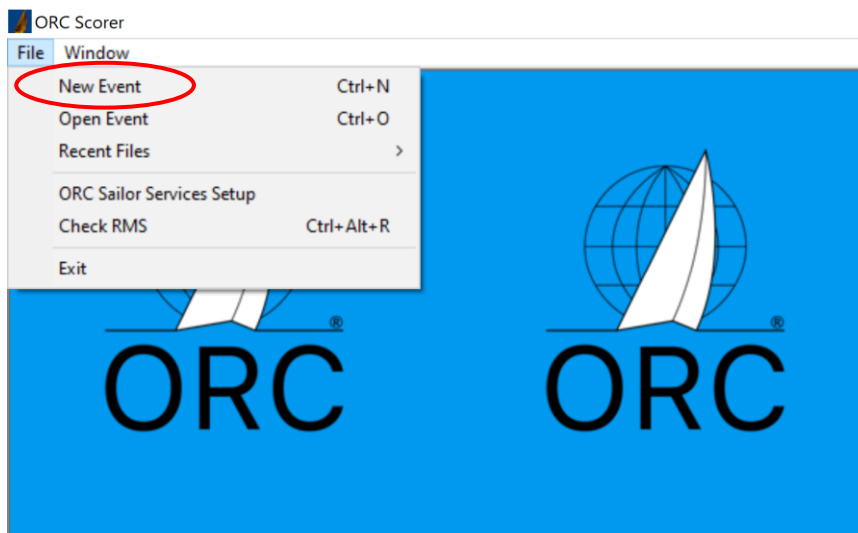 ORC Scorer
File Window
New Event Ctrl+N
Open Event Ctrl+O
Recent Files >
ORC Sailor Services Setup
Check RMS Ctrl+Alt+R
Exit
® ®
ORC ORC